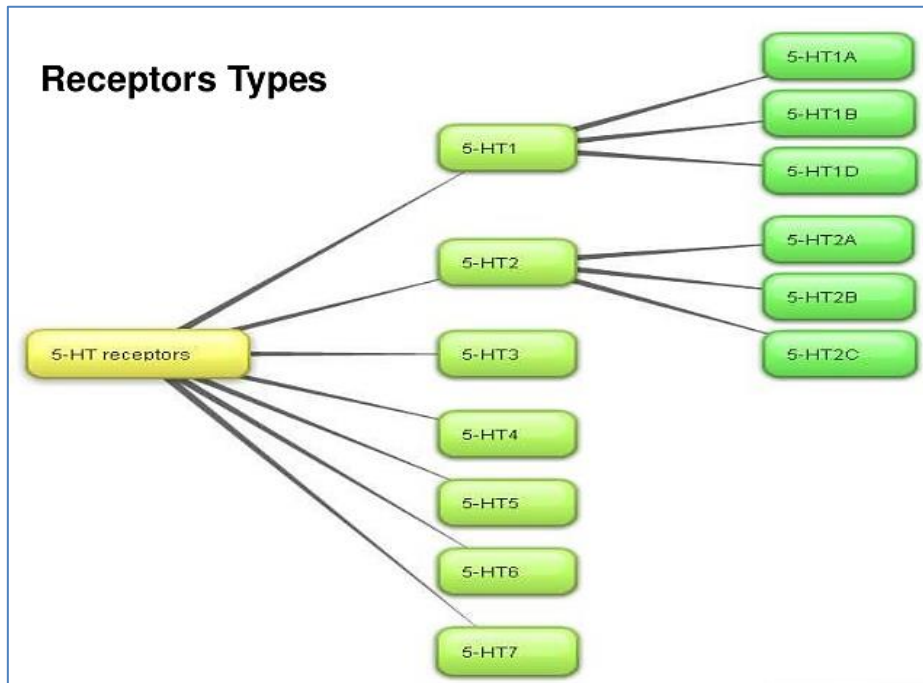 Receptors Types
5-HT receptors
5-HT1
5-HT1A
5-HT1B
5-HT1D
5-HT2
5-HT2A
5-HT2B
5-HT2C
5-HT3
5-HT4
5-HT5
5-HT6
5-HT7